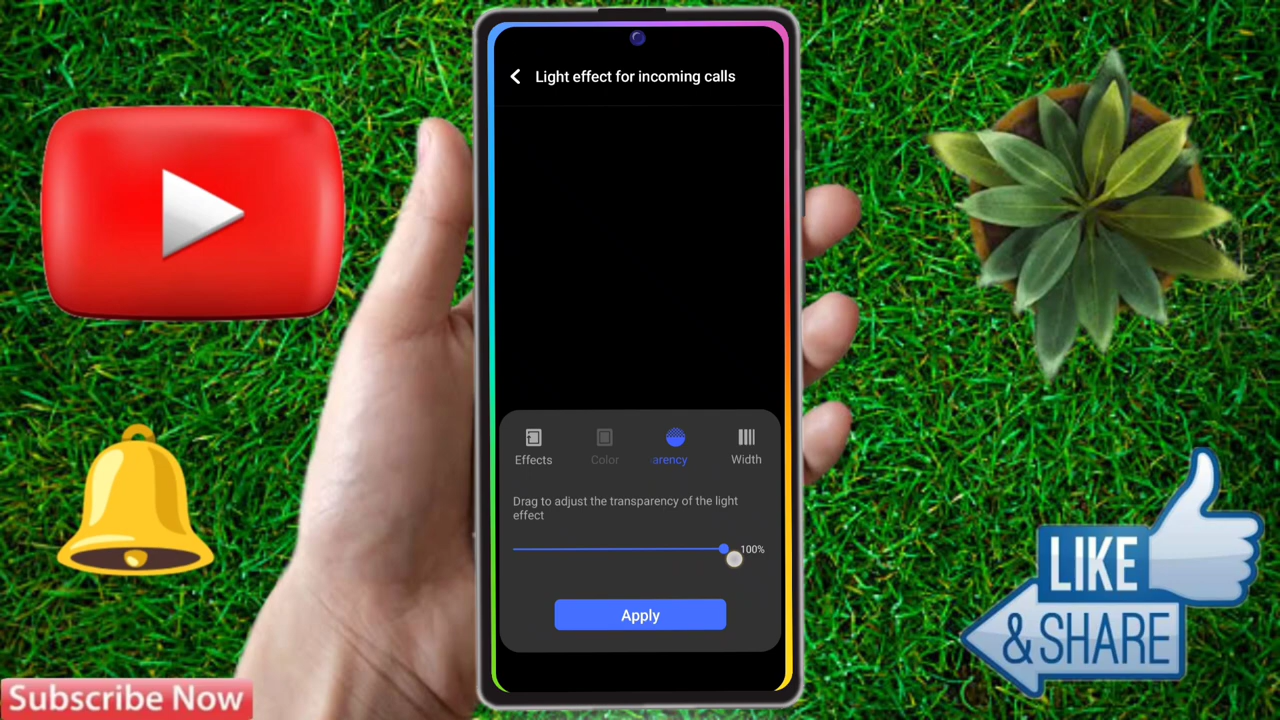 Light effect for incoming calls
Effects
Color
arency
Width
Drag to adjust the transparency of the light
effect
100%
Apply
LIKE
& SHARE
Subscribe Now